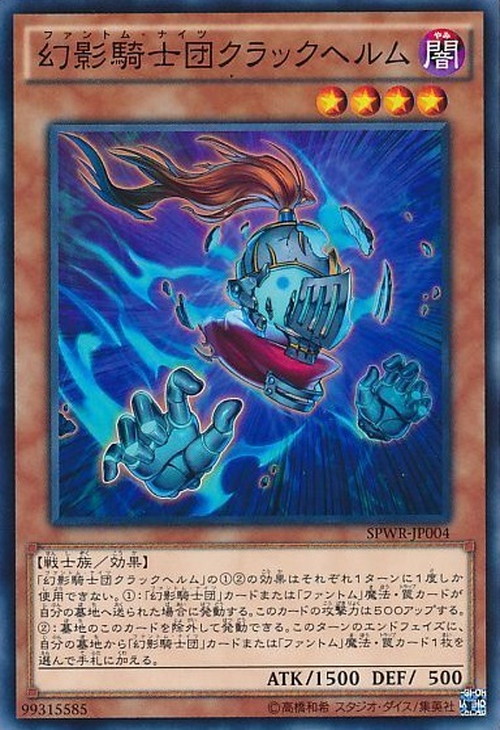 ファントム・ナイツ
幻影騎士団クラックヘルム
やみ
闇
SPWR-JP004
【戦士族／効果】
「幻影騎士団クラックヘルム」の①②の効果はそれぞれ1ターンに1度しか
使用できない。①：「幻影騎士団」カードまたは「ファントム」魔法・罠カードが
自分の墓地へ送られた場合に発動する。このカードの攻撃力は500アップする。
②：墓地のこのカードを除外して発動できる。このターンのエンドフェイズに、
自分の墓地から「幻影騎士団」カードまたは「ファントム」魔法・罠カード1枚を
選んで手札に加える。
ATK/1500 DEF/ 500
99315585
©高橋和希 スタジオ・ダイス/集英社